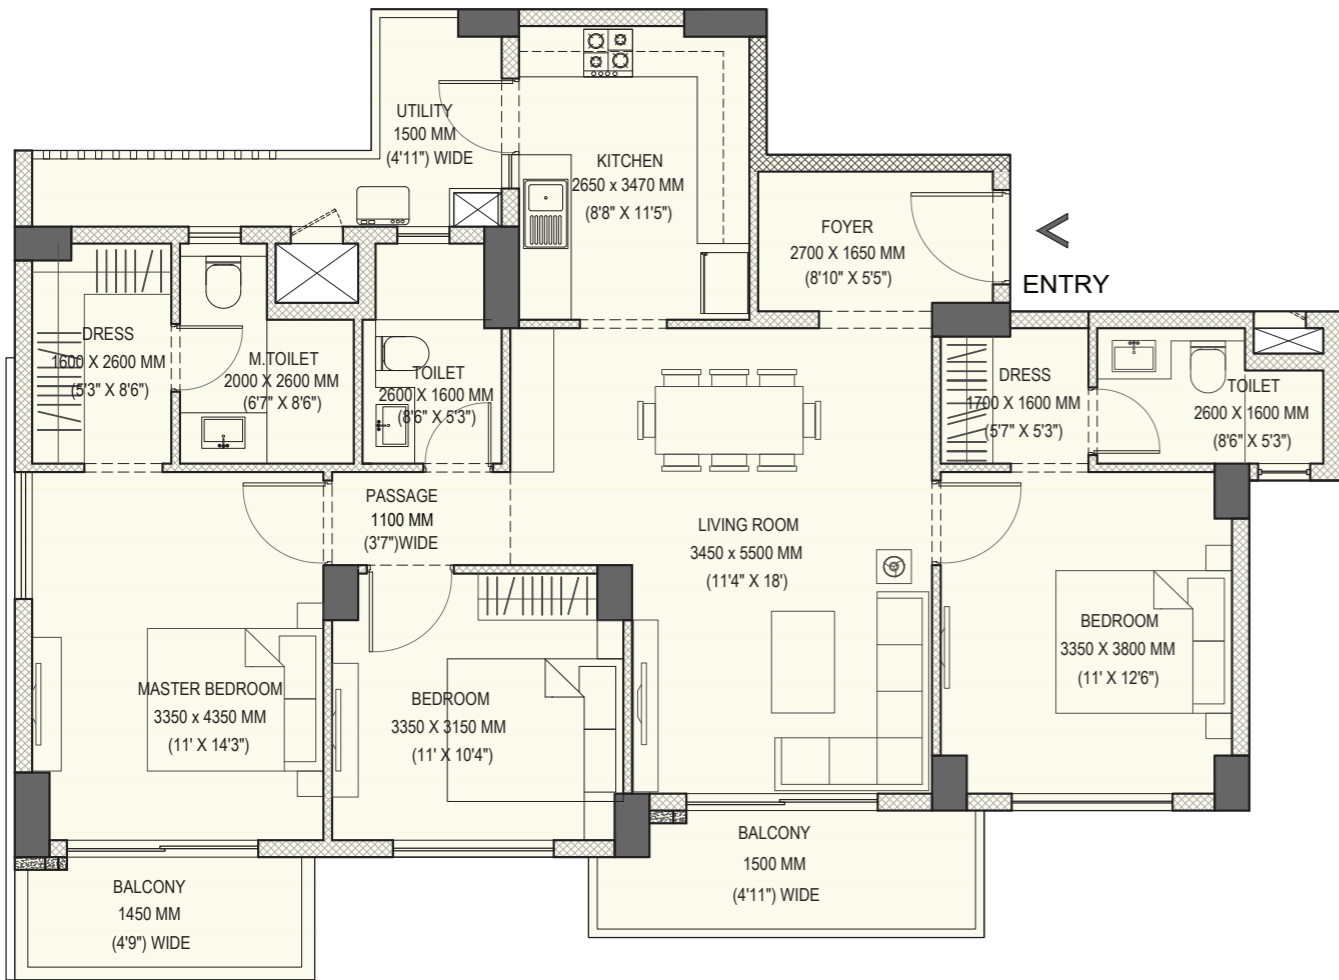 UTILITY
1500 MM
(4'11") WIDE
KITCHEN
2650 x 3470 MM
(8'8" X 11'5")
FOYER
2700 X 1650 MM
(8'10" X 5'5")
ENTRY
DRESS
1600 X 2600 MM
(5'3" X 8'6")
M.TOILET
2000 X 2600 MM
(6'7" X 8'6")
TOILET
2600 X 1600 MM
(8'6" X 5'3")
DRESS
1700 X 1600 MM
(5'7" X 5'3")
TOILET
2600 X 1600 MM
(8'6" X 5'3")
PASSAGE
1100 MM
(3'7")WIDE
LIVING ROOM
3450 x 5500 MM
(11'4" X 18')
MASTER BEDROOM
3350 x 4350 MM
(11' X 14'3")
BEDROOM
3350 X 3150 MM
(11' X 10'4")
BEDROOM
3350 X 3800 MM
(11' X 12'6")
BALCONY
1450 MM
(4'9") WIDE
BALCONY
1500 MM
(4'11") WIDE